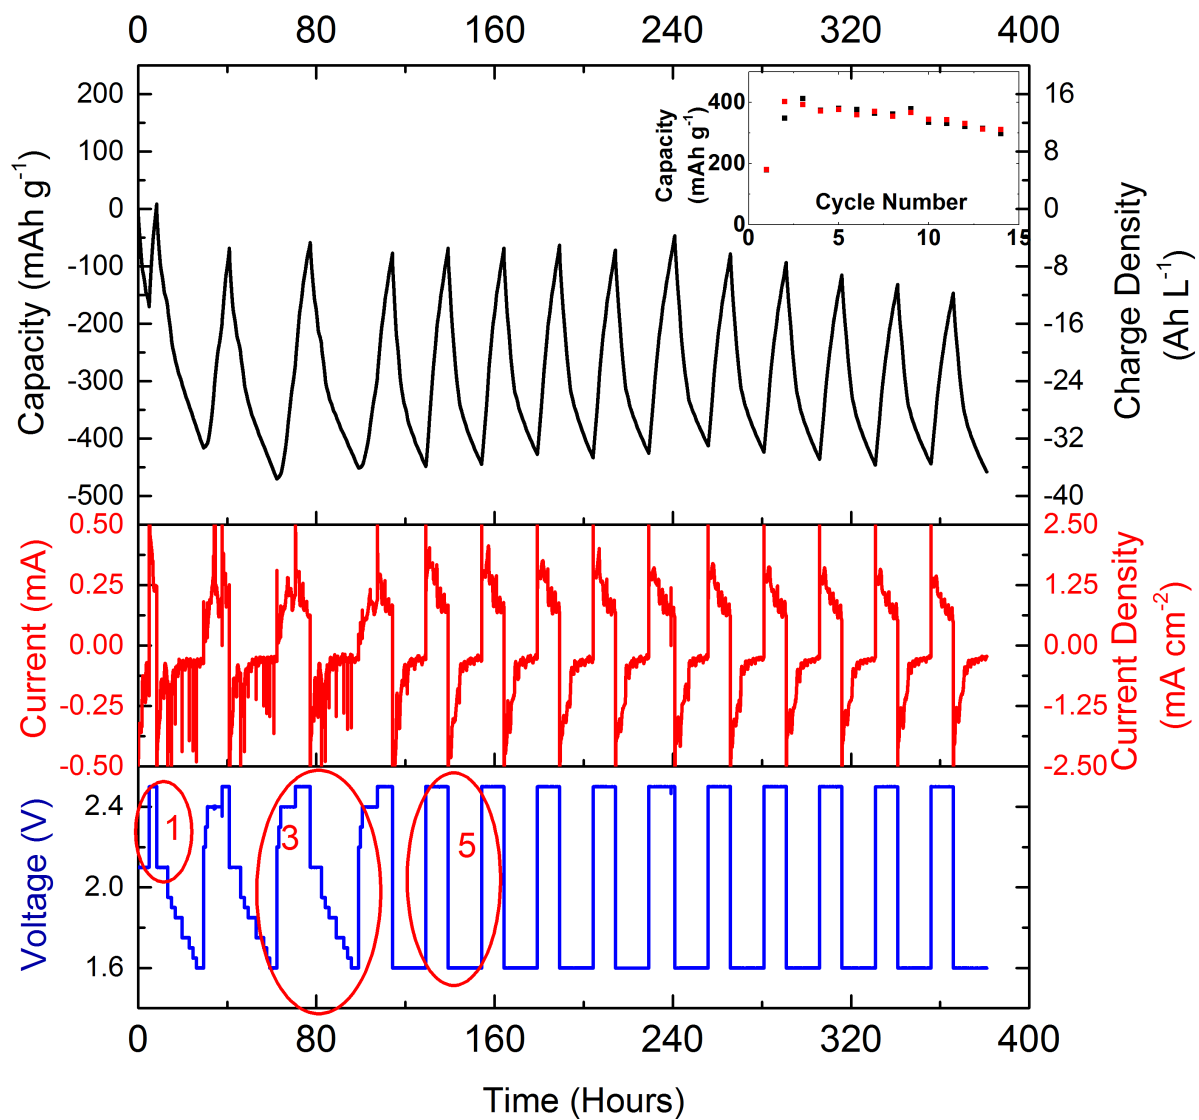 0 80 160 240 320 400
200
100
0
-100
-200
-300
-400
-500
Capacity (mAh g⁻¹)
16
8
0
-8
-16
-24
-32
-40
Charge Density
(Ah L⁻¹)
400
200
0
Capacity
(mAh g⁻¹)
Cycle Number
0 5 10 15
0.50
0.25
0.00
-0.25
-0.50
Current (mA)
2.50
1.25
0.00
-1.25
-2.50
Current Density
(mA cm⁻²)
2.4
2.0
1.6
Voltage (V)
1
3
5
0 80 160 240 320 400
Time (Hours)